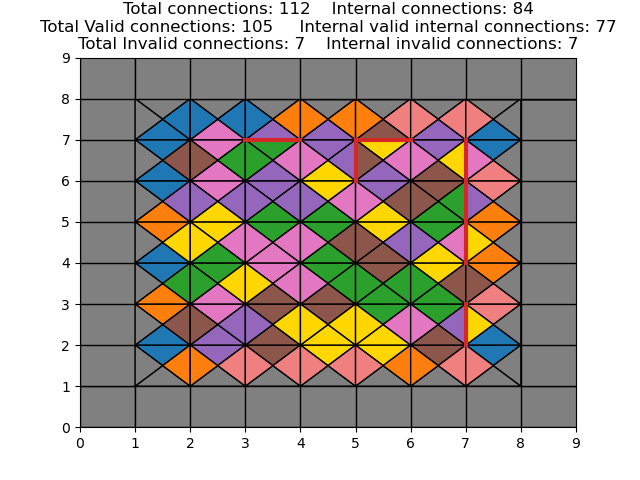 Total connections: 112    Internal connections: 84
Total Valid connections: 105     Internal valid internal connections: 77
Total Invalid connections: 7    Internal invalid connections: 7
9
8
7
6
5
4
3
2
1
0
0 1 2 3 4 5 6 7 8 9